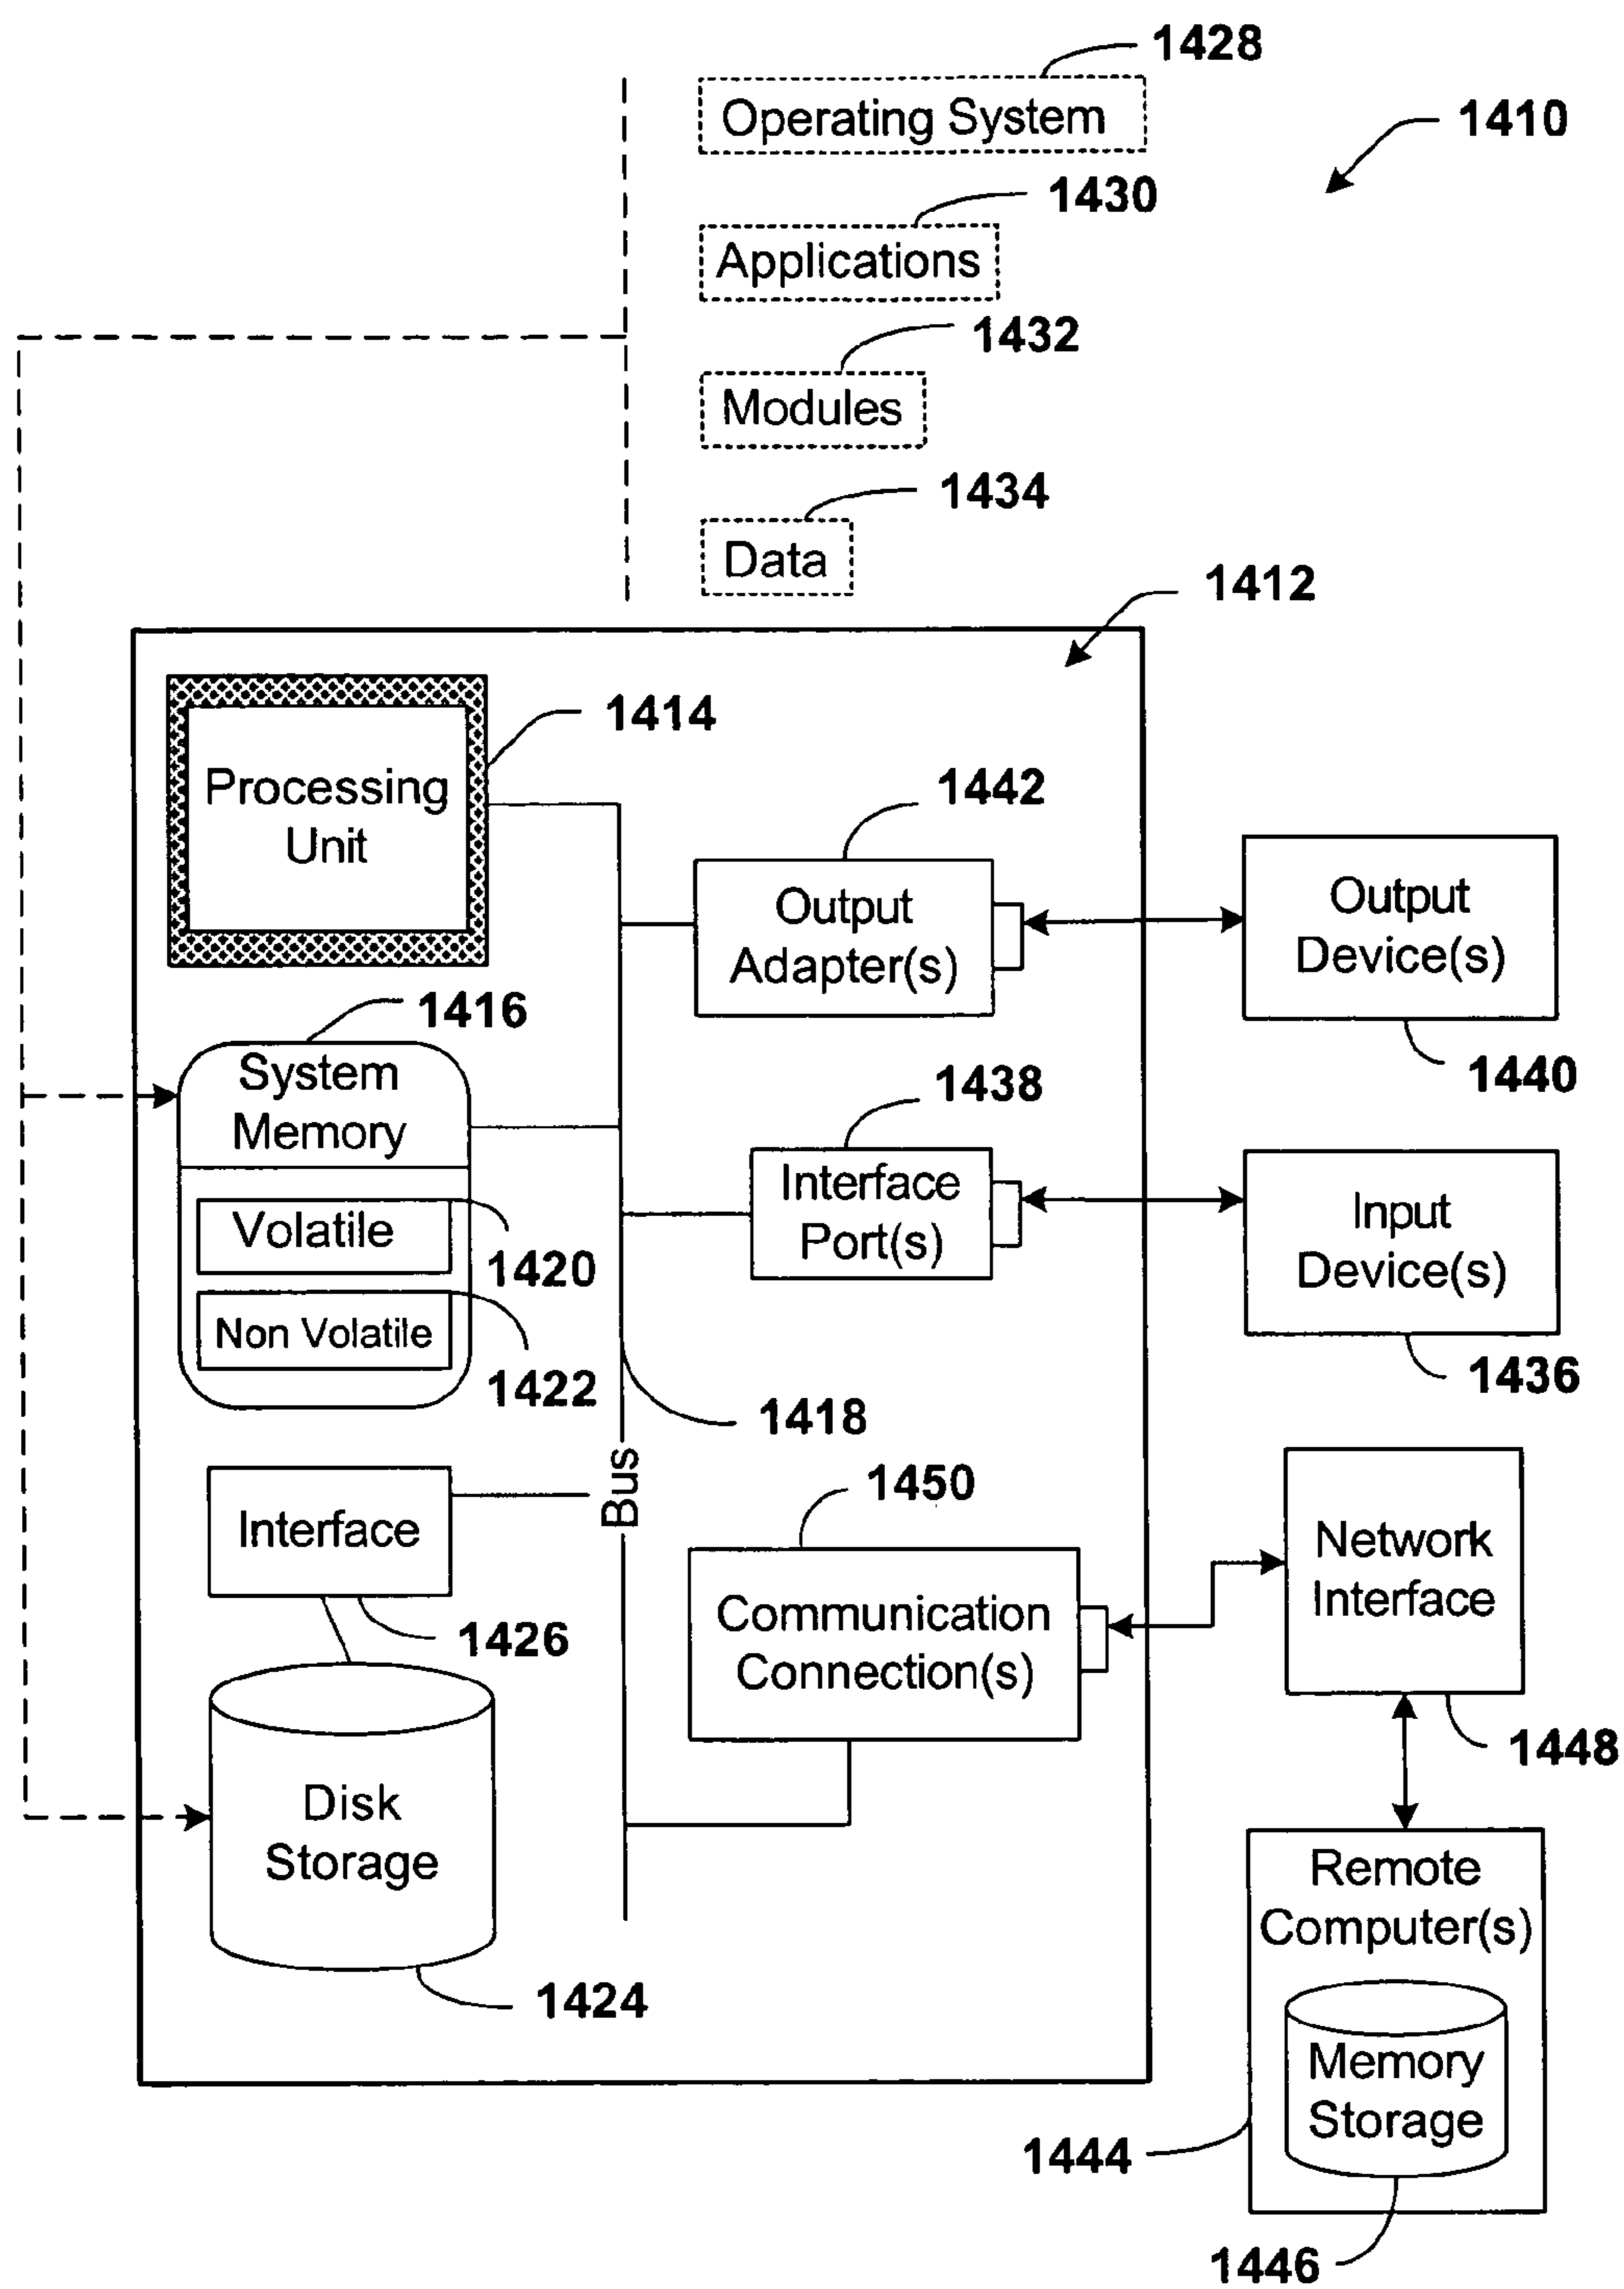 1428
Operating System
1410
1430
Applications
1432
Modules
1434
Data
1412
1414
Processing
Unit
1442
Output
Adapter(s)
Output
Device(s)
1440
1416
System
Memory
1438
Interface
Port(s)
Input
Device(s)
1436
Volatile
1420
Non Volatile
1422
1418
Bus
1450
Interface
1426
Communication
Connection(s)
Network
Interface
1448
Disk
Storage
1424
Remote
Computer(s)
Memory
Storage
1444
1446